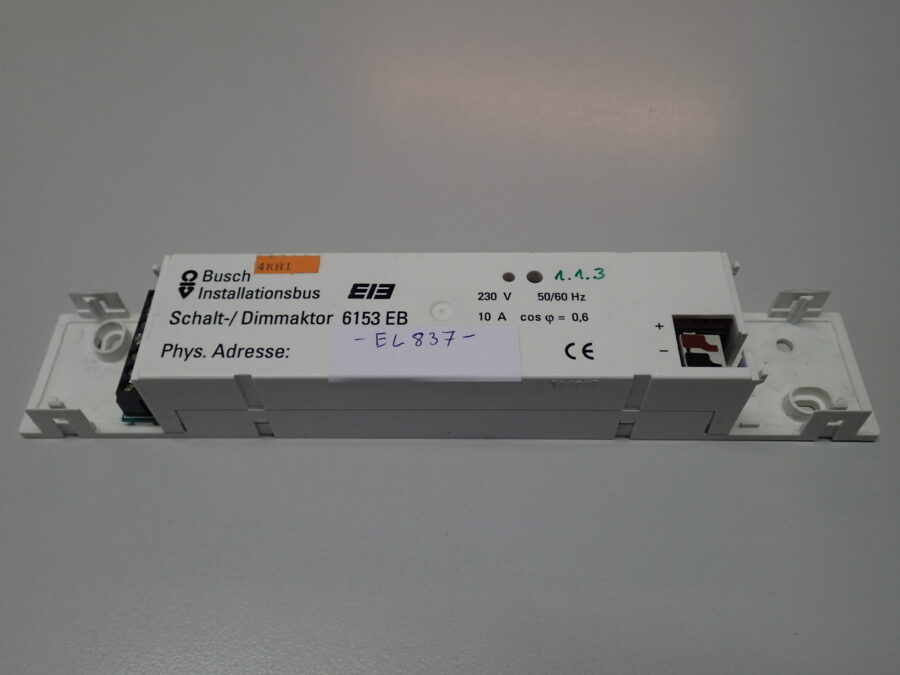 Busch 4KH1
Installationsbus EIB
Schalt-/ Dimmaktor 6153 EB
Phys. Adresse:
-EL837-
1.1.3
230 V 50/60 Hz
10 A cos φ = 0,6
CE
+
-